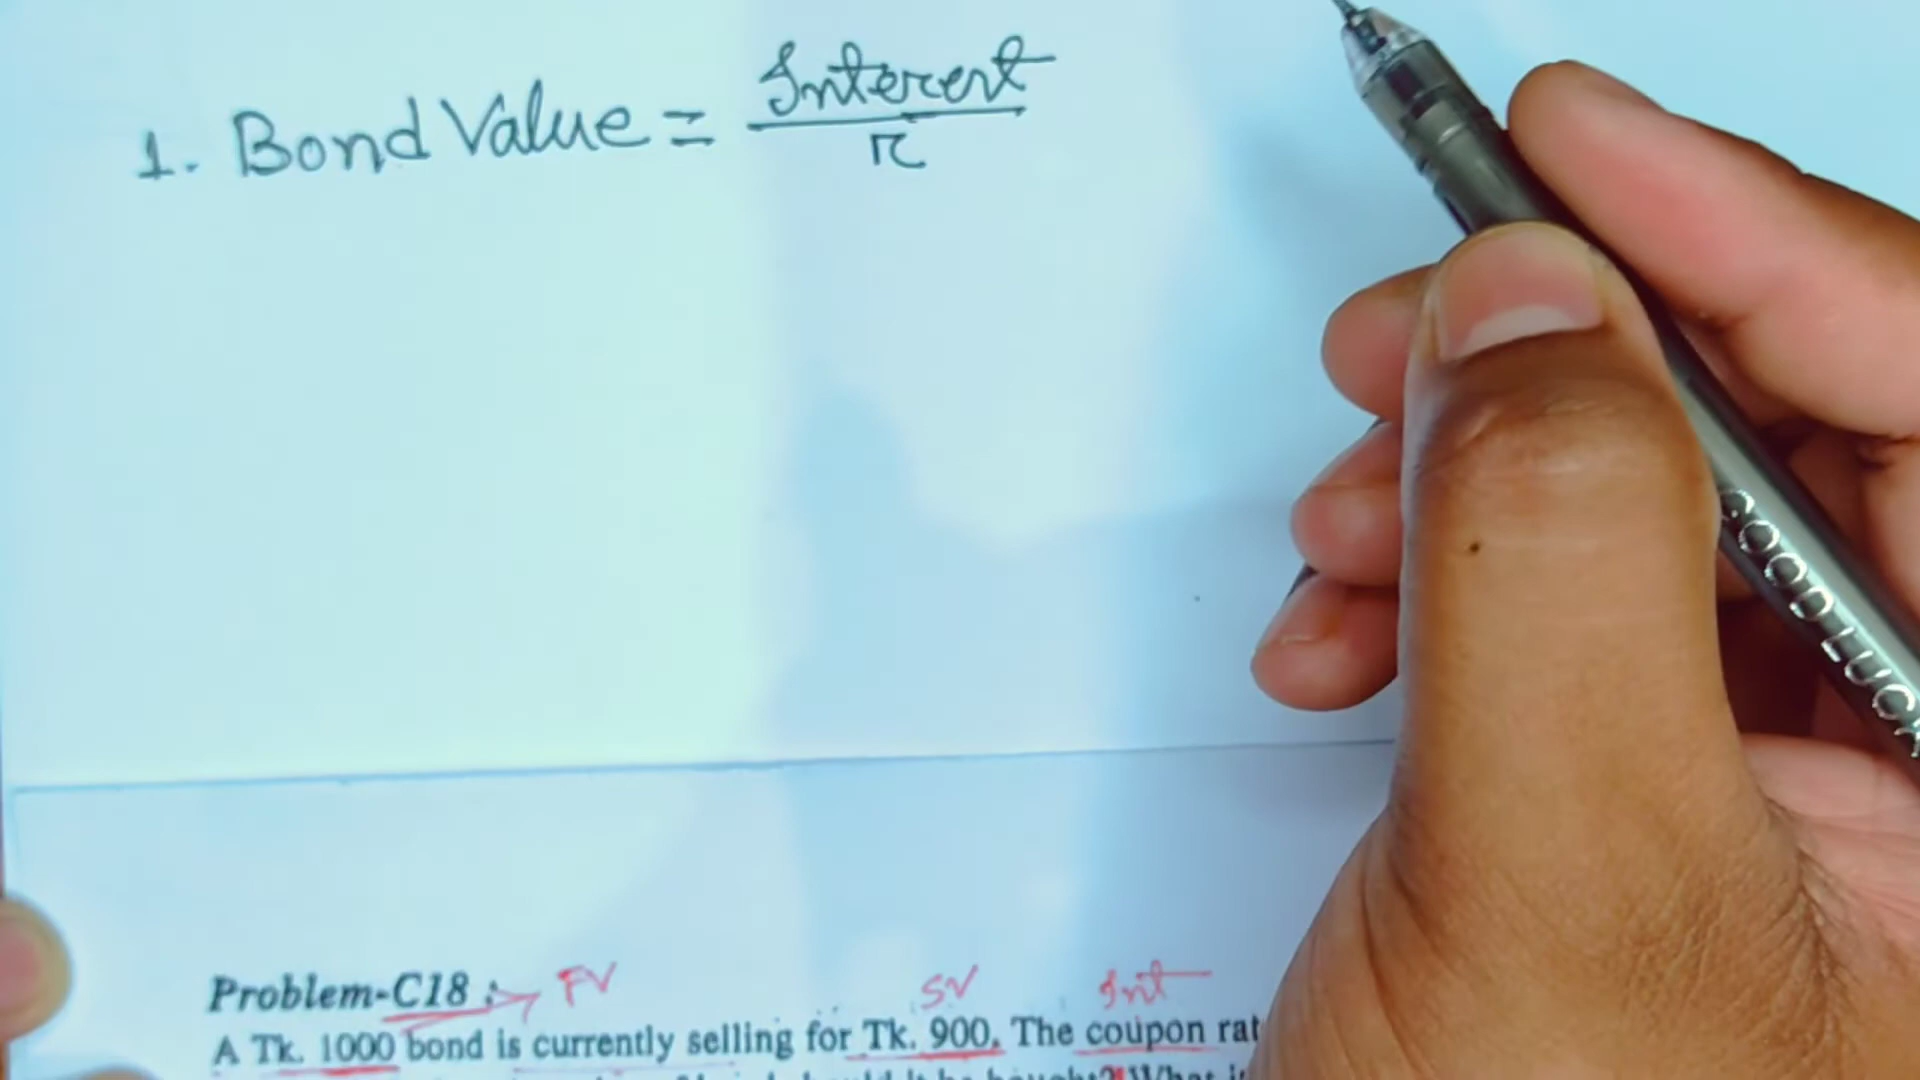 1. Bond Value = Interest / r
GOOD LUCK
Problem-C18 : FV SV Int
A Tk. 1000 bond is currently selling for Tk. 900. The coupon rat